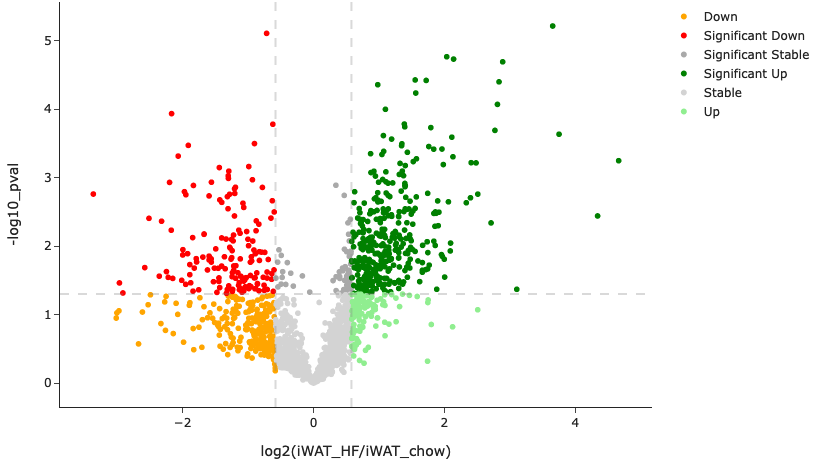 Down
Significant Down
Significant Stable
Significant Up
Stable
Up
5
4
3
2
1
0
-log10_pval
−2
0
2
4
log2(iWAT_HF/iWAT_chow)